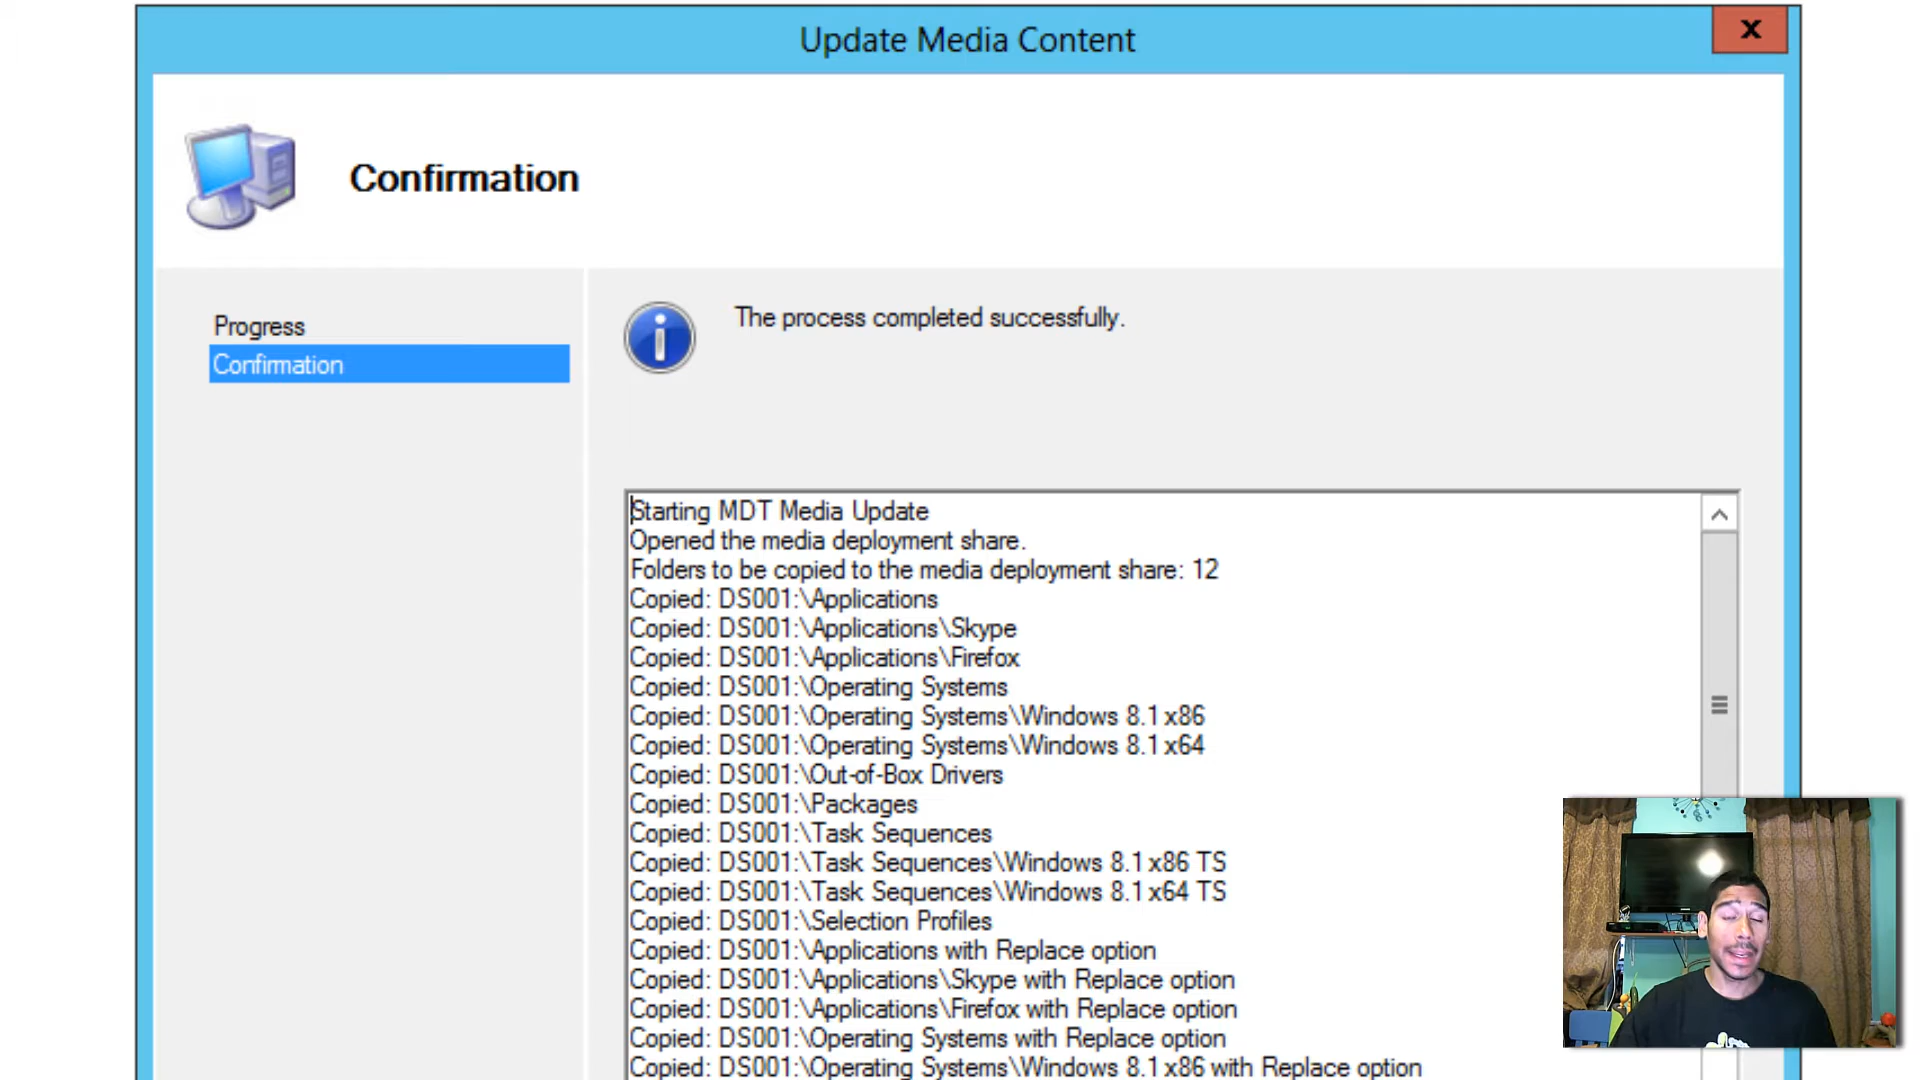 Update Media Content
X
Confirmation
Progress
Confirmation
The process completed successfully.
Starting MDT Media Update
Opened the media deployment share.
Folders to be copied to the media deployment share: 12
Copied: DS001:\Applications
Copied: DS001:\Applications\Skype
Copied: DS001:\Applications\Firefox
Copied: DS001:\Operating Systems
Copied: DS001:\Operating Systems\Windows 8.1 x86
Copied: DS001:\Operating Systems\Windows 8.1 x64
Copied: DS001:\Out-of-Box Drivers
Copied: DS001:\Packages
Copied: DS001:\Task Sequences
Copied: DS001:\Task Sequences\Windows 8.1 x86 TS
Copied: DS001:\Task Sequences\Windows 8.1 x64 TS
Copied: DS001:\Selection Profiles
Copied: DS001:\Applications with Replace option
Copied: DS001:\Applications\Skype with Replace option
Copied: DS001:\Applications\Firefox with Replace option
Copied: DS001:\Operating Systems with Replace option
Copied: DS001:\Operating Systems\Windows 8.1 x86 with Replace option